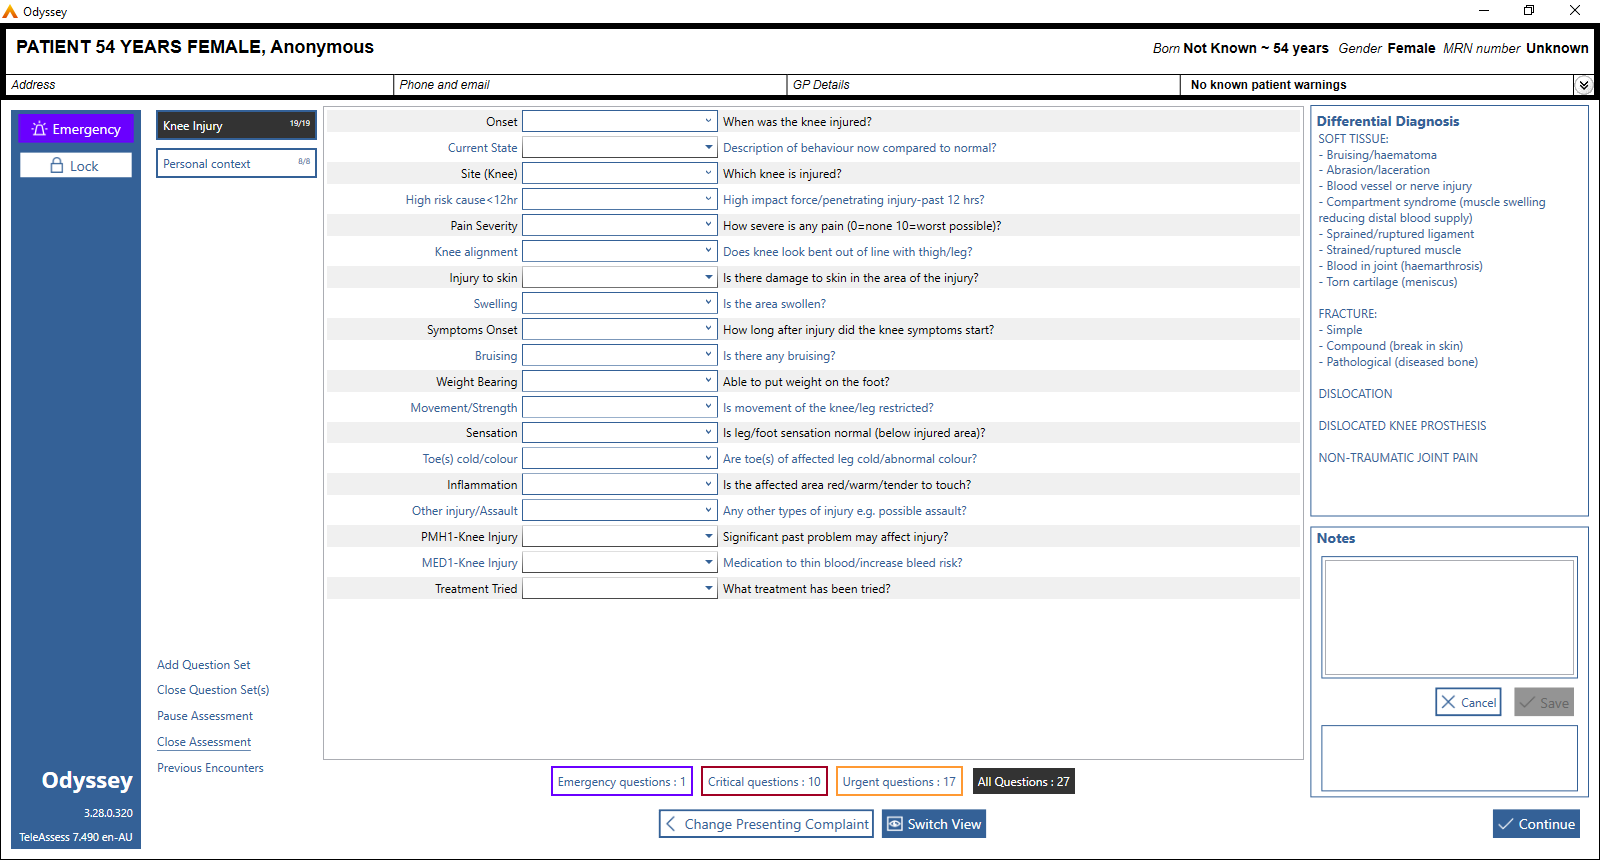 Odyssey
PATIENT 54 YEARS FEMALE, Anonymous
Born Not Known ~ 54 years Gender Female MRN number Unknown
Address
Phone and email
GP Details
No known patient warnings
Emergency
Lock
Knee Injury 19/19
Personal context 8/8
Onset When was the knee injured?
Current State Description of behaviour now compared to normal?
Site (Knee) Which knee is injured?
High risk cause<12hr High impact force/penetrating injury-past 12 hrs?
Pain Severity How severe is any pain (0=none 10=worst possible)?
Knee alignment Does knee look bent out of line with thigh/leg?
Injury to skin Is there damage to skin in the area of the injury?
Swelling Is the area swollen?
Symptoms Onset How long after injury did the knee symptoms start?
Bruising Is there any bruising?
Weight Bearing Able to put weight on the foot?
Movement/Strength Is movement of the knee/leg restricted?
Sensation Is leg/foot sensation normal (below injured area)?
Toe(s) cold/colour Are toe(s) of affected leg cold/abnormal colour?
Inflammation Is the affected area red/warm/tender to touch?
Other injury/Assault Any other types of injury e.g. possible assault?
PMH1-Knee Injury Significant past problem may affect injury?
MED1-Knee Injury Medication to thin blood/increase bleed risk?
Treatment Tried What treatment has been tried?
Differential Diagnosis
SOFT TISSUE:
- Bruising/haematoma
- Abrasion/laceration
- Blood vessel or nerve injury
- Compartment syndrome (muscle swelling
reducing distal blood supply)
- Sprained/ruptured ligament
- Strained/ruptured muscle
- Blood in joint (haemarthrosis)
- Torn cartilage (meniscus)
FRACTURE:
- Simple
- Compound (break in skin)
- Pathological (diseased bone)
DISLOCATION
DISLOCATED KNEE PROSTHESIS
NON-TRAUMATIC JOINT PAIN
Notes
Cancel
Save
Add Question Set
Close Question Set(s)
Pause Assessment
Close Assessment
Previous Encounters
Odyssey
3.28.0.320
TeleAssess 7.490 en-AU
Emergency questions : 1
Critical questions : 10
Urgent questions : 17
All Questions : 27
Change Presenting Complaint
Switch View
Continue